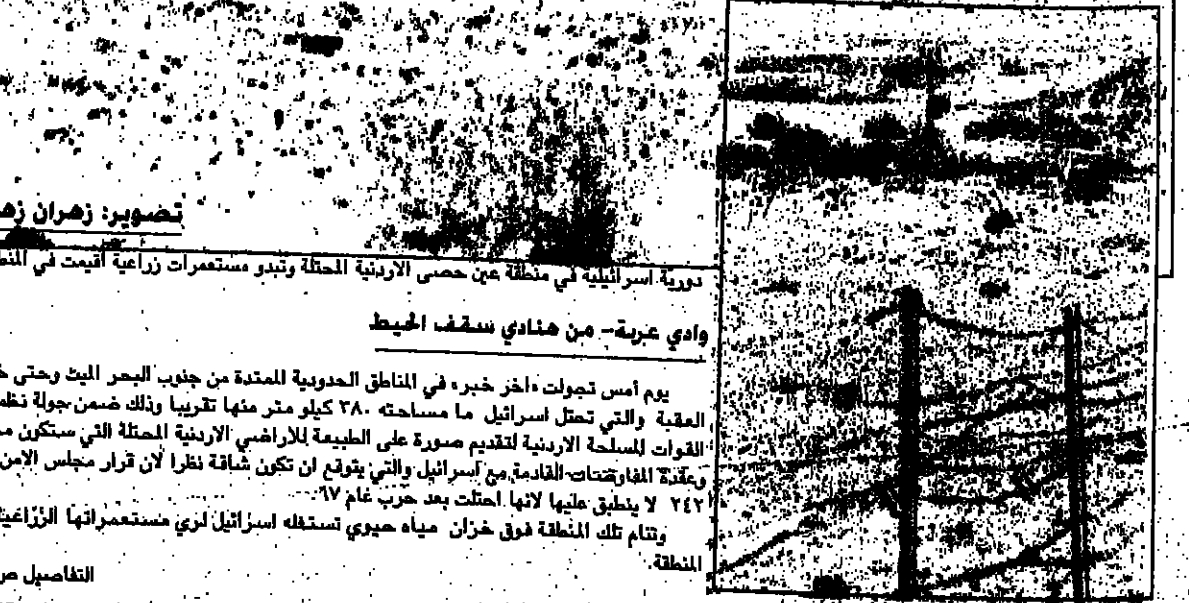 تصوير: زهران
دورية اسرائيلية في منطقة عين حصى الاردنية المحتلة وتبدو مستعمرات زراعية اقيمت في
وادي عربة- من هنادي سقف الحيط
يوم أمس تجولت «اخر خبر» في المناطق الحدودية الممتدة من جنوب البحر الميت وحتى
العقبة والتي تحتل اسرائيل ما مساحته ٣٨٠ كيلو متر منها تقريبا وذلك ضمن جولة
القوات المسلحة الاردنية لتقديم صورة على الطبيعة للاراضي الاردنية المحتلة التي ستكون
وعقدة المفاوضات القادمة مع اسرائيل والتي يتوقع ان تكون شاقة نظرا لان قرار مجلس الامن
٢٤٢ لا ينطبق عليها لانها احتلت بعد حرب عام ٦٧
وتنام تلك المنطقة فوق خزان مياه حيوي تستغله اسرائيل لري مستعمراتها الزراعية
المنطقة.
التفاصيل